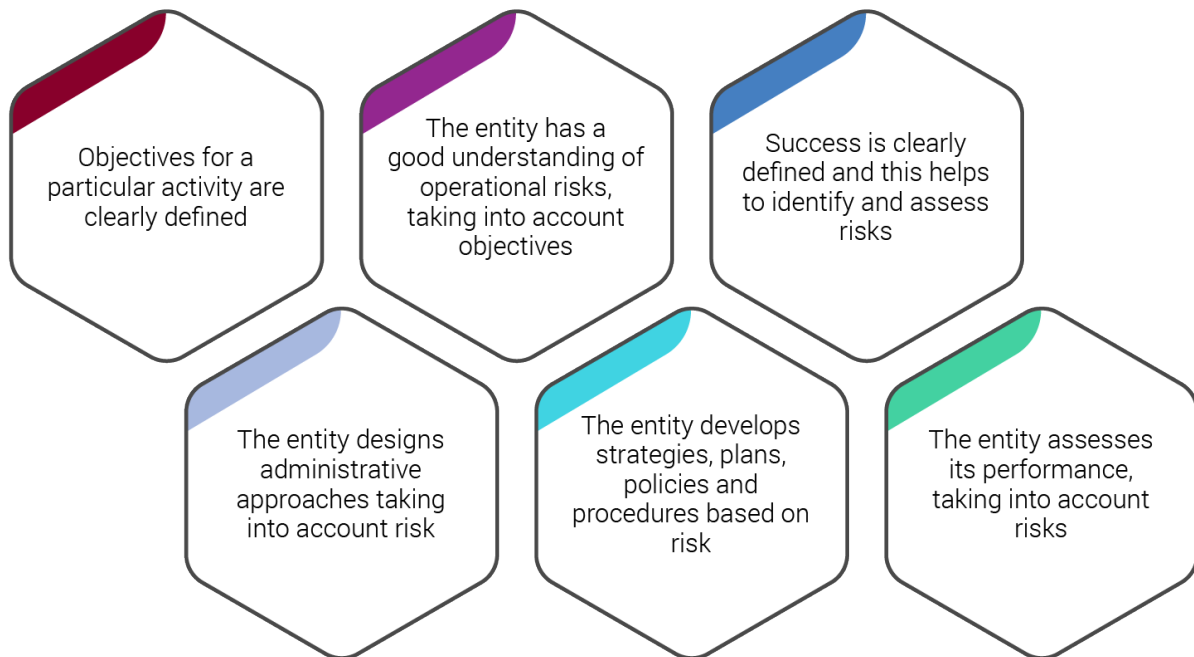 Objectives for a
particular activity are
clearly defined
The entity has a
good understanding of
operational risks,
taking into account
objectives
Success is clearly
defined and this helps
to identify and assess
risks
The entity designs
administrative
approaches taking
into account risk
The entity develops
strategies, plans,
policies and
procedures based on
risk
The entity assesses
its performance,
taking into account
risks